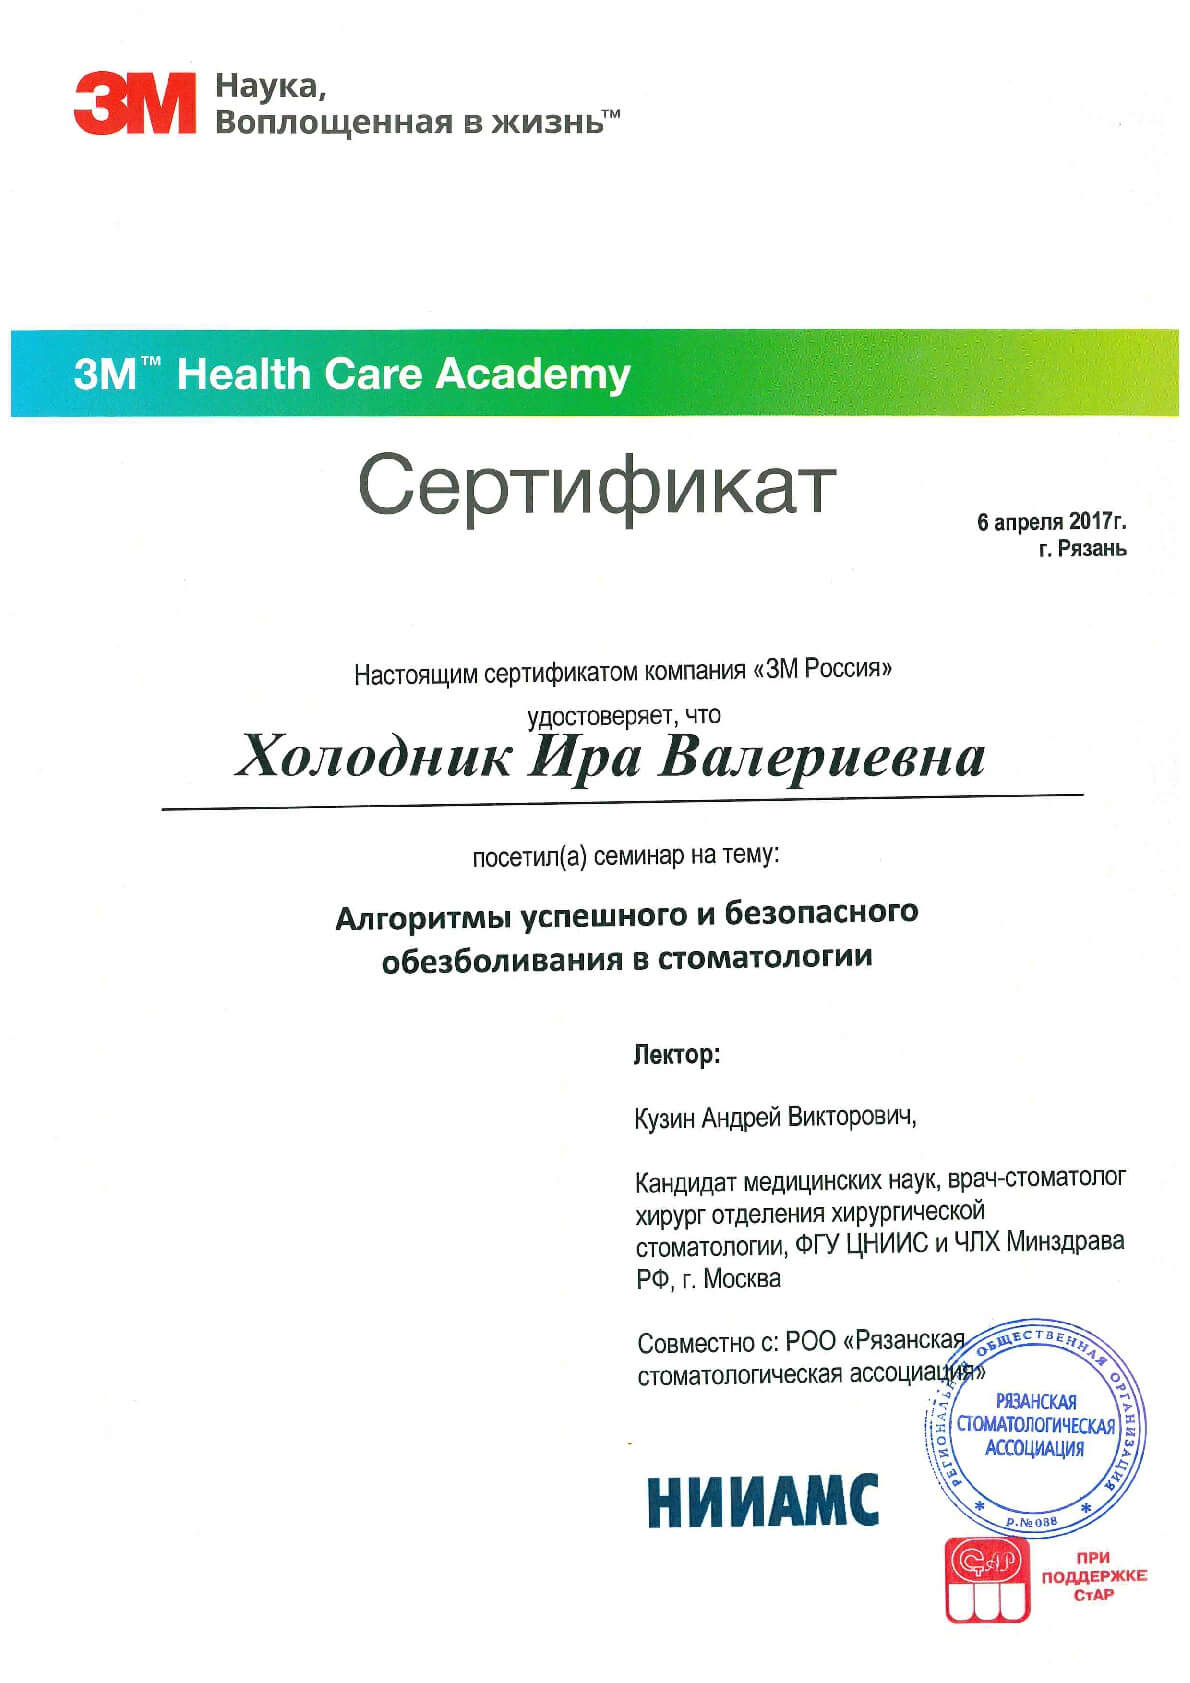 3M Наука,
Воплощенная в жизнь™
3M™ Health Care Academy
Сертификат
6 апреля 2017г.
г. Рязань
Настоящим сертификатом компания «3М Россия»
удостоверяет, что
Холодник Ира Валериевна
посетил(а) семинар на тему:
Алгоритмы успешного и безопасного
обезболивания в стоматологии
Лектор:
Кузин Андрей Викторович,
Кандидат медицинских наук, врач-стоматолог
хирург отделения хирургической
стоматологии, ФГУ ЦНИИС и ЧЛХ Минздрава
РФ, г. Москва
Совместно с: РОО «Рязанская
стоматологическая ассоциация»
РЕГИОНАЛЬНАЯ ОБЩЕСТВЕННАЯ ОРГАНИЗАЦИЯ
РЯЗАНСКАЯ
СТОМАТОЛОГИЧЕСКАЯ
АССОЦИАЦИЯ
* р.№088 *
НИИАМС
СтАР
ПРИ
ПОДДЕРЖКЕ
СтАР